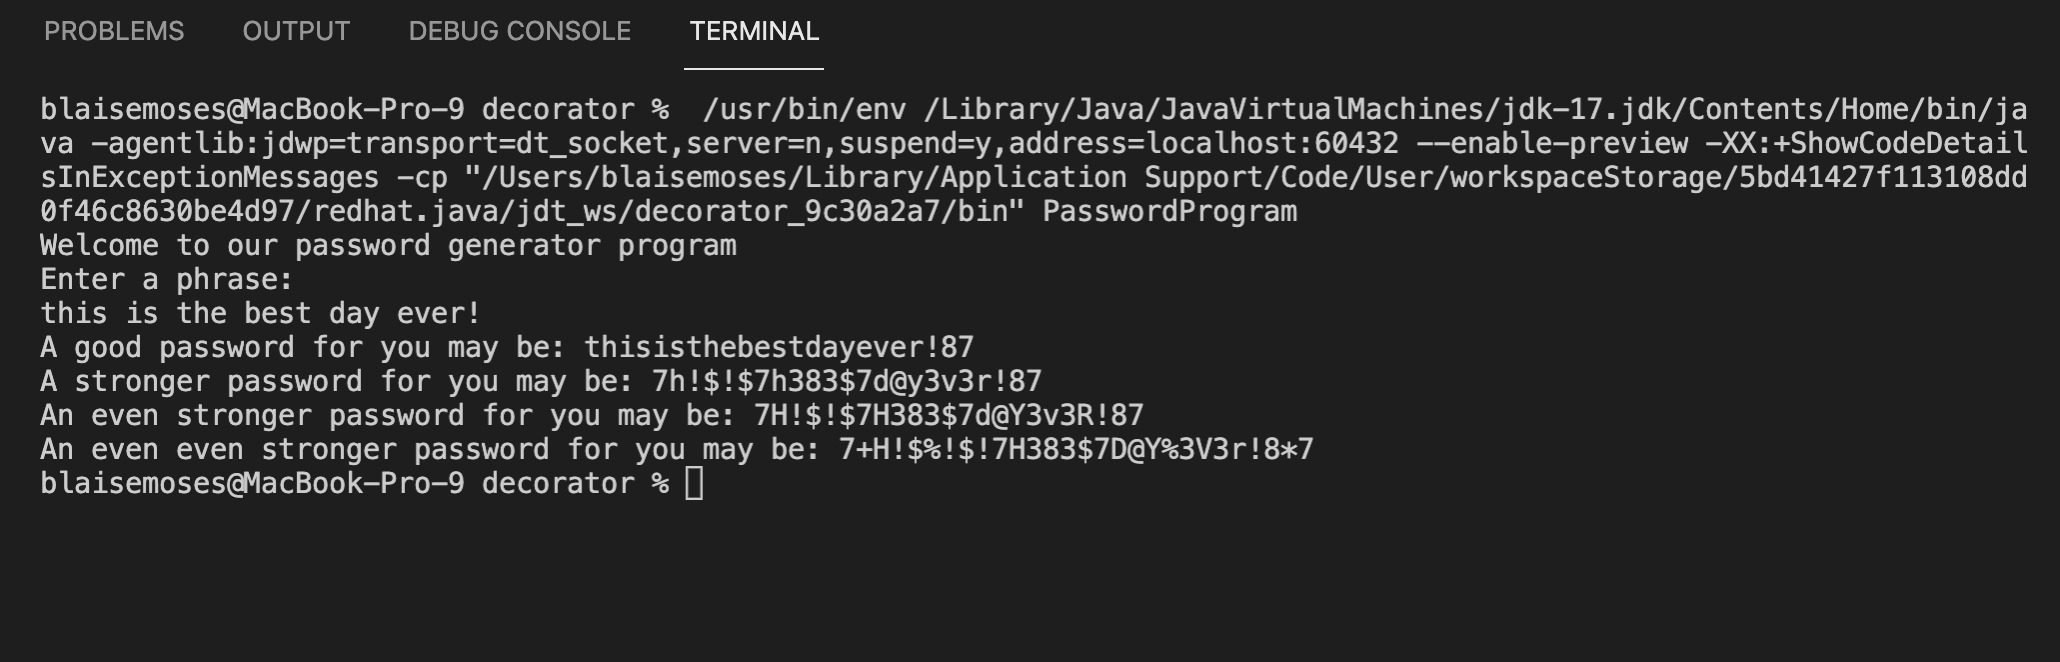 PROBLEMS OUTPUT DEBUG CONSOLE TERMINAL
blaisemoses@MacBook-Pro-9 decorator %  /usr/bin/env /Library/Java/JavaVirtualMachines/jdk-17.jdk/Contents/Home/bin/ja
va -agentlib:jdwp=transport=dt_socket,server=n,suspend=y,address=localhost:60432 --enable-preview -XX:+ShowCodeDetail
sInExceptionMessages -cp "/Users/blaisemoses/Library/Application Support/Code/User/workspaceStorage/5bd41427f113108dd
0f46c8630be4d97/redhat.java/jdt_ws/decorator_9c30a2a7/bin" PasswordProgram
Welcome to our password generator program
Enter a phrase:
this is the best day ever!
A good password for you may be: thisisthebestdayever!87
A stronger password for you may be: 7h!$!$7h383$7d@y3v3r!87
An even stronger password for you may be: 7H!$!$7H383$7d@Y3v3R!87
An even even stronger password for you may be: 7+H!$%!$!7H383$7D@Y%3V3r!8*7
blaisemoses@MacBook-Pro-9 decorator %